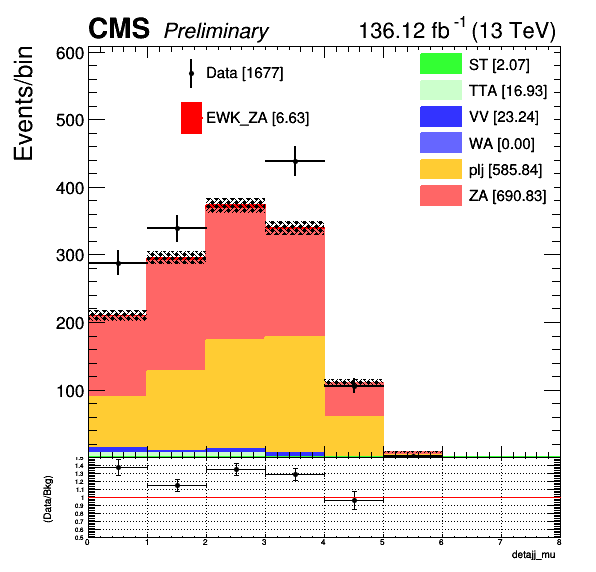 CMS Preliminary 136.12 fb⁻¹ (13 TeV)
Events/bin
600
500
400
300
200
100
Data [1677]
EWK_ZA [6.63]
ST [2.07]
TTA [16.93]
VV [23.24]
WA [0.00]
plj [585.84]
ZA [690.83]
(Data/Bkg)
1.5
1.4
1.3
1.2
1.1
1
0.9
0.8
0.7
0.6
0.5
0 1 2 3 4 5 6 7 8
detajj_mu